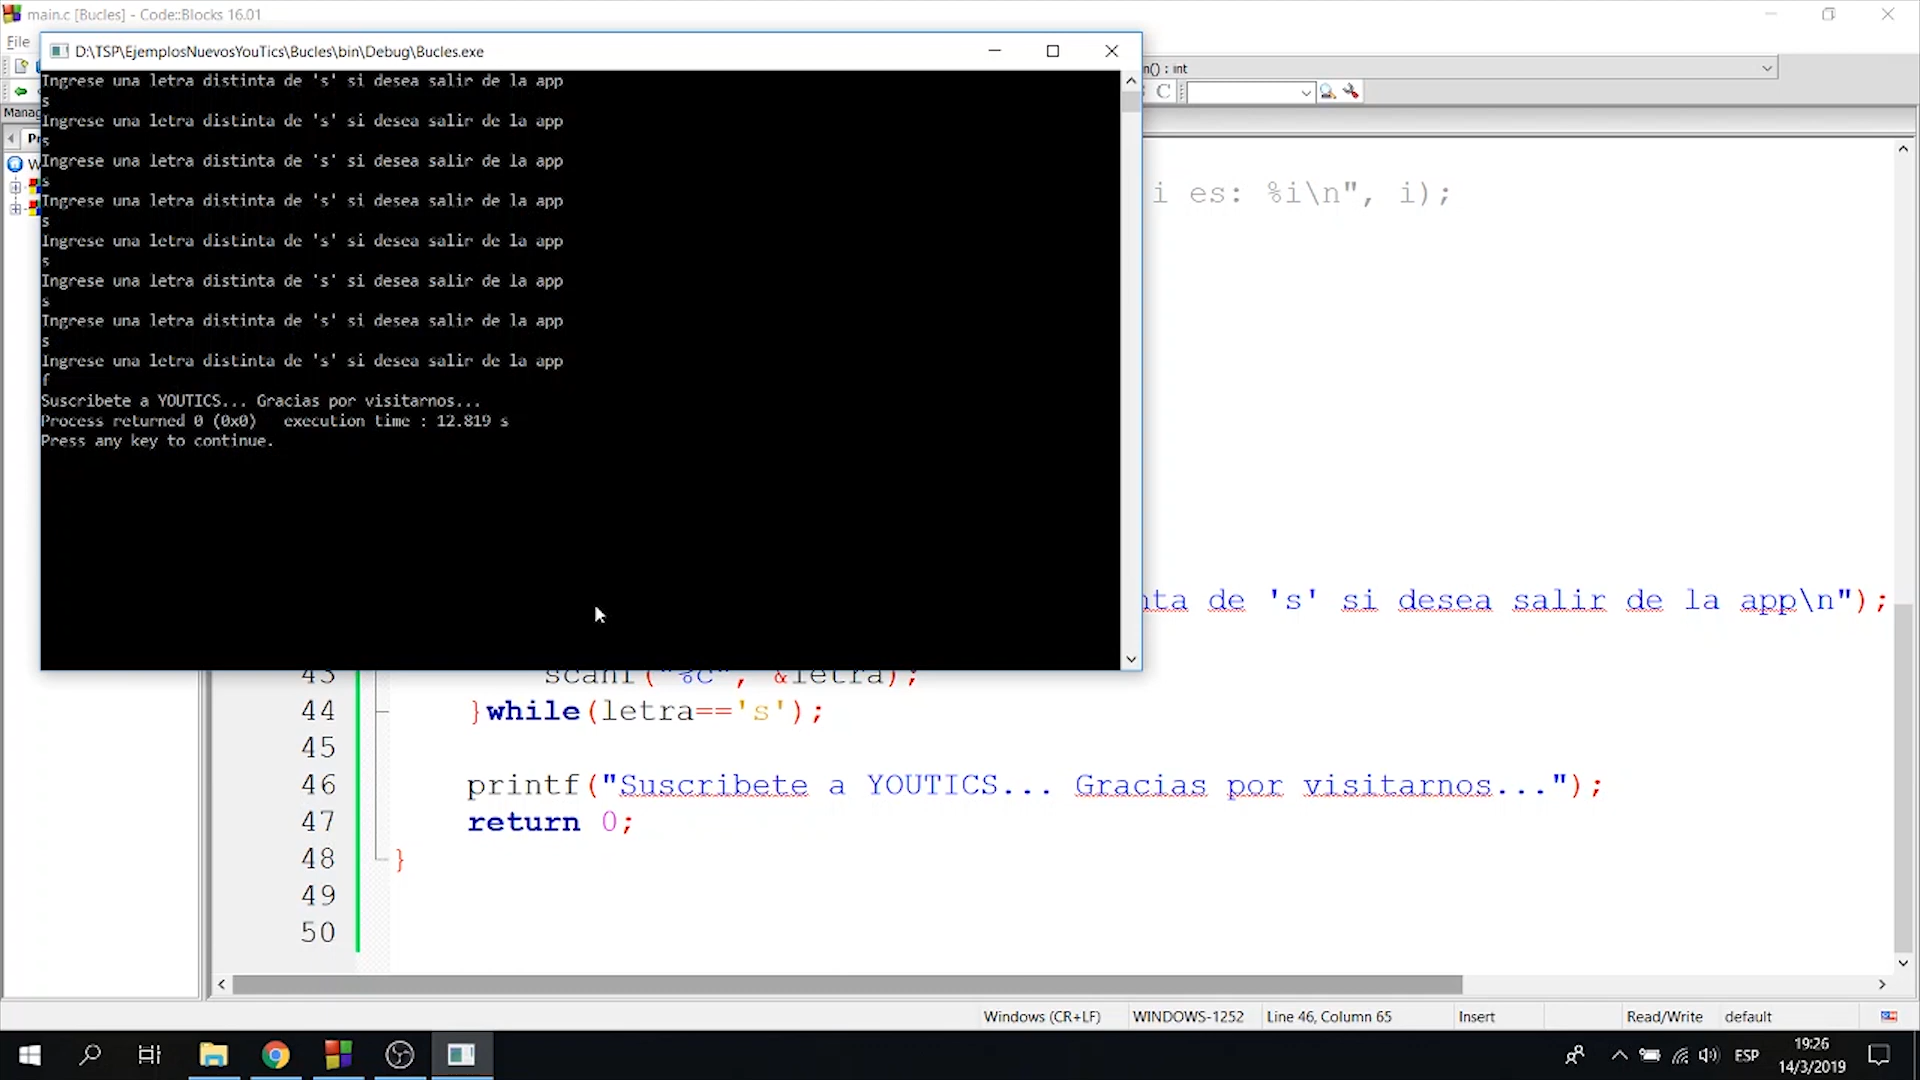 main.c [Bucles] - Code::Blocks 16.01
File
D:\TSP\EjemplosNuevosYouTics\Bucles\bin\Debug\Bucles.exe
n() : int
Manag
Pr
W
Ingrese una letra distinta de 's' si desea salir de la app
s
Ingrese una letra distinta de 's' si desea salir de la app
s
Ingrese una letra distinta de 's' si desea salir de la app
s
Ingrese una letra distinta de 's' si desea salir de la app
s
Ingrese una letra distinta de 's' si desea salir de la app
s
Ingrese una letra distinta de 's' si desea salir de la app
s
Ingrese una letra distinta de 's' si desea salir de la app
s
Ingrese una letra distinta de 's' si desea salir de la app
f
Suscribete a YOUTICS... Gracias por visitarnos...
Process returned 0 (0x0)   execution time : 12.819 s
Press any key to continue.
i es: %i\n", i);
nta de 's' si desea salir de la app\n");
43 scanf("%c", &letra);
44 }while(letra=='s');
45
46 printf("Suscribete a YOUTICS... Gracias por visitarnos...");
47 return 0;
48 }
49
50
Windows (CR+LF) WINDOWS-1252 Line 46, Column 65 Insert Read/Write default
ESP
19:26
14/3/2019